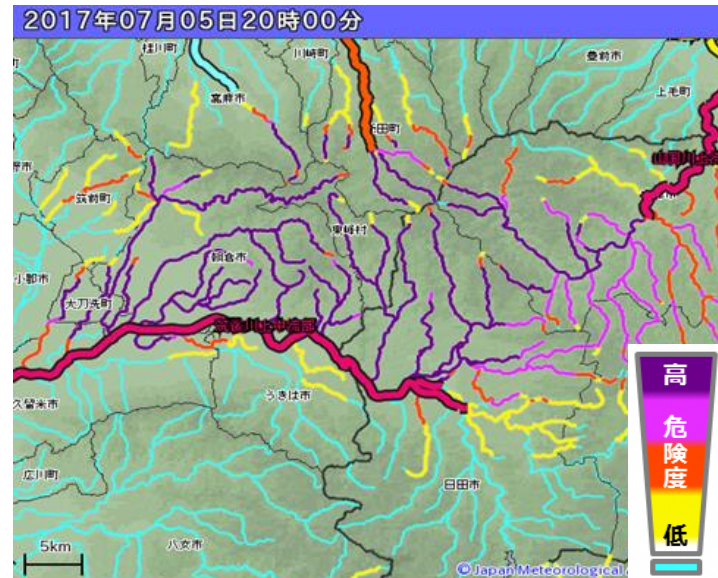 2017年07月05日20時00分
桂川町
川崎町
豊前市
上毛町
嘉麻市
添田町
筑前町
東峰村
朝倉市
小郡市
大刀洗町
筑後川上中流部
うきは市
久留米市
広川町
日田市
八女市
5km
© Japan Meteorological A
高
危
険
度
低